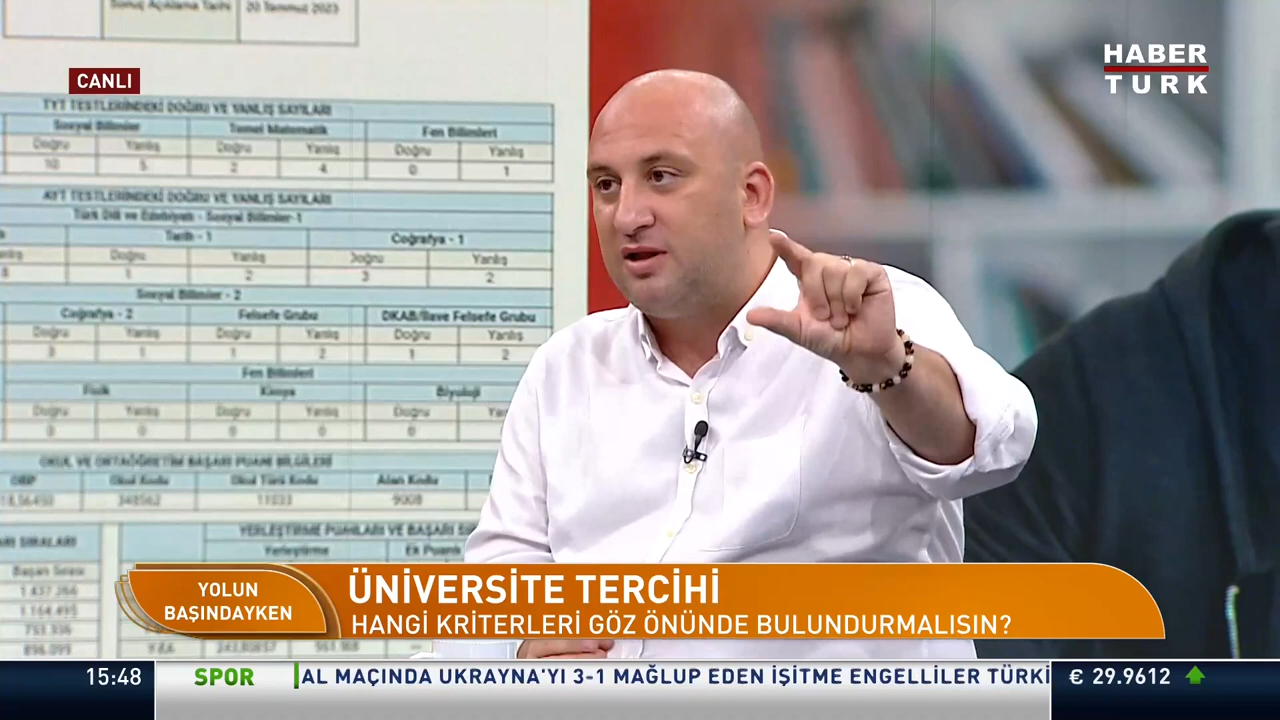 Sonuç Açıklama Tarihi 20 Temmuz 2023
CANLI
HABER
TURK
TYT TESTLERİNDEKİ DOĞRU VE YANLIŞ SAYILARI
Sosyal Bilimler Temel Matematik Fen Bilimleri
Doğru Yanlış Doğru Yanlış Doğru Yanlış
10 5 2 4 0 1
AYT TESTLERİNDEKİ DOĞRU VE YANLIŞ SAYILARI
Türk Dili ve Edebiyatı - Sosyal Bilimler-1
Tarih - 1 Coğrafya - 1
Doğru Yanlış Doğru Yanlış
1 2 3 2
Sosyal Bilimler - 2
Coğrafya - 2 Felsefe Grubu DKAB/İlave Felsefe Grubu
Doğru Yanlış Doğru Yanlış Doğru Yanlış
3 1 1 2 1 2
Fen Bilimleri
Fizik Kimya Biyoloji
Doğru Yanlış Doğru Yanlış Doğru
0 0 0 0 0
OKUL VE ORTAÖĞRETİM BAŞARI PUANI BİLGİLERİ
OBP Okul Kodu Okul Türü Kodu Alan Kodu
348562 11033 9008
YERLEŞTİRME PUANLARI VE BAŞARI
Başarı Sırası Yerleştirme Ek Puanlı
YOLUN
BAŞINDAYKEN
ÜNİVERSİTE TERCİHİ
HANGİ KRİTERLERİ GÖZ ÖNÜNDE BULUNDURMALISIN?
15:48 SPOR AL MAÇINDA UKRAYNA'YI 3-1 MAĞLUP EDEN İŞİTME ENGELLİLER TÜRKİ € 29.9612